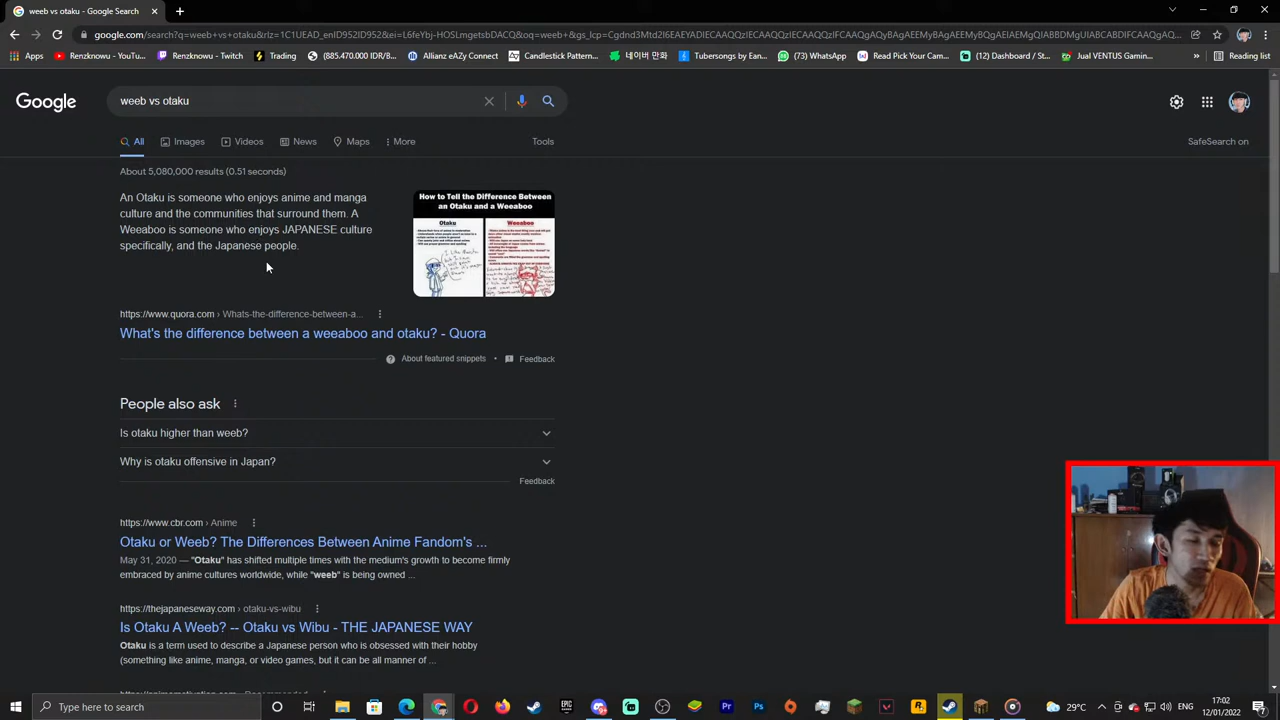 weeb vs otaku - Google Search
google.com/search?q=weeb+vs+otaku&rlz=1C1UEAD_enID952ID952&ei=
Apps
Renzknowu - YouTu...
Renzknowu - Twitch
Trading
(885.470.000 IDR/B...
Allianz eAZy Connect
Candlestick Pattern...
네이버 만화
Tubersongs by eaZy...
(73) WhatsApp
Read Pick Your Cam...
(12) Dashboard / St...
Jual VENTUS Gamin...
»
Reading list
Google
weeb vs otaku
All
Images
Videos
News
Maps
More
Tools
SafeSearch on
About 5,080,000 results (0.51 seconds)
An Otaku is someone who enjoys anime and manga
culture and the communities that surround them. A
Weeaboo is someone who enjoys JAPANESE culture
specifically, and the Japanese people.
How to Tell the Difference Between
an Otaku and a Weeaboo
Otaku
Weeaboo
https://www.quora.com › Whats-the-difference-between-a...
What's the difference between a weeaboo and otaku? - Quora
About featured snippets • Feedback
People also ask
Is otaku higher than weeb?
Why is otaku offensive in Japan?
Feedback
https://www.cbr.com › Anime
Otaku or Weeb? The Differences Between Anime Fandom's ...
May 31, 2020 — "Otaku" has shifted multiple times with the medium's growth to become firmly
embraced by anime cultures worldwide, while "weeb" is being owned ...
https://thejapaneseway.com › otaku-vs-wibu
Is Otaku A Weeb? -- Otaku vs Wibu - THE JAPANESE WAY
Otaku is a term used to describe a Japanese person who is obsessed with their hobby
(something like anime, manga, or video games, but it can be all manner of ...
Type here to search
29°C
ENG
17:02
12/01/2022